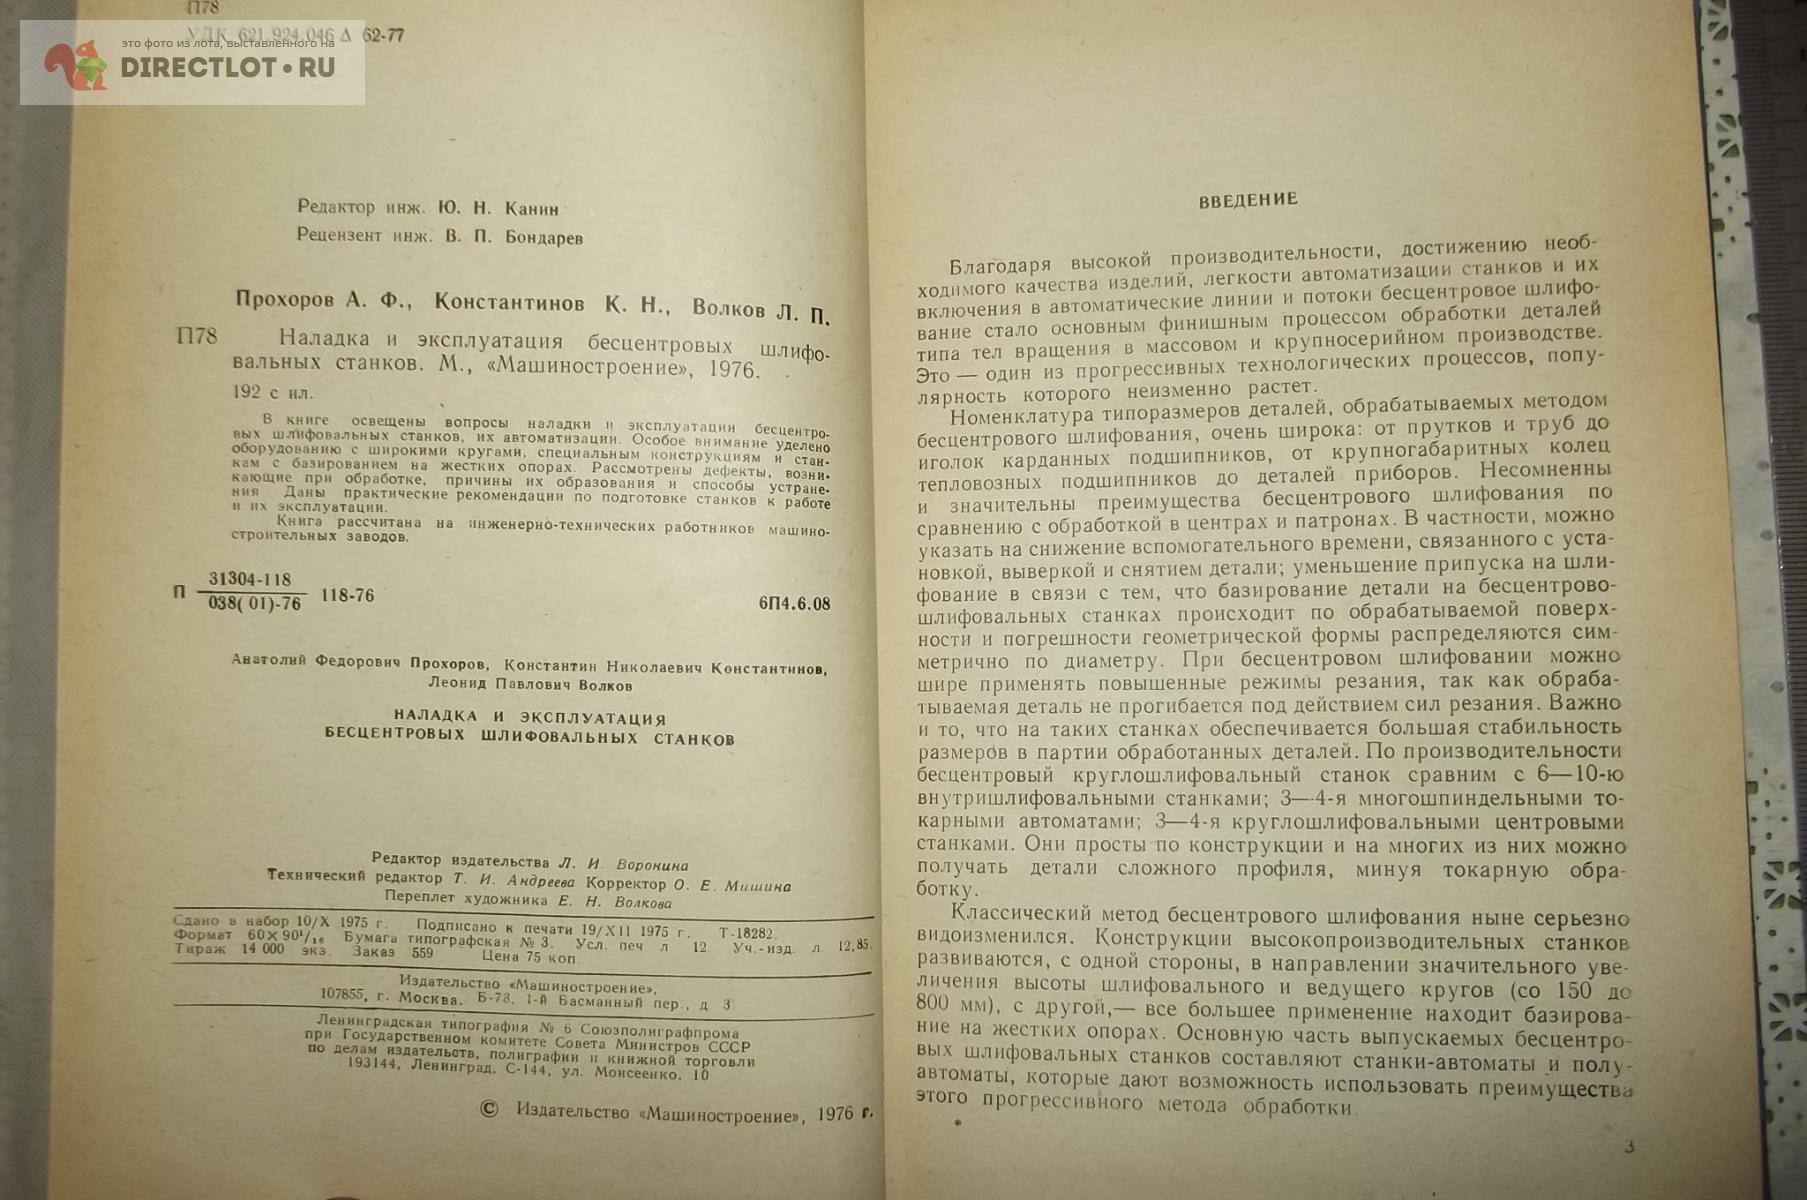 П78
УДК 621.924.046 Δ 62-77
это фото из лота, выставленного на
DIRECTLOT•RU
Редактор инж. Ю. Н. Канин
Рецензент инж. В. П. Бондарев
Прохоров А. Ф., Константинов К. Н., Волков Л. П.
П78 Наладка и эксплуатация бесцентровых шлифо-
вальных станков. М., «Машиностроение», 1976.
192 с ил.
В книге освещены вопросы наладки и эксплуатации бесцентро-
вых шлифовальных станков, их автоматизации. Особое внимание уделено
оборудованию с широкими кругами, специальным конструкциям и стан-
кам с базированием на жестких опорах. Рассмотрены дефекты, возни-
кающие при обработке, причины их образования и способы устране-
ния Даны практические рекомендации по подготовке станков к работе
и их эксплуатации.
Книга рассчитана на инженерно-технических работников машино-
строительных заводов.
П 31304-118
038(01)-76 118-76 6П4.6.08
Анатолий Федорович Прохоров, Константин Николаевич Константинов,
Леонид Павлович Волков
НАЛАДКА И ЭКСПЛУАТАЦИЯ
БЕСЦЕНТРОВЫХ ШЛИФОВАЛЬНЫХ СТАНКОВ
Редактор издательства Л. И. Воронина
Технический редактор Т. И. Андреева Корректор О. Е. Мишина
Переплет художника Е. Н. Волкова
Сдано в набор 10/X 1975 г. Подписано к печати 19/XII 1975 г. Т-18282.
Формат 60×90¹/₁₆ Бумага типографская № 3. Усл. печ л 12. Уч.-изд. л. 12,85.
Тираж 14 000 экз. Заказ 559 Цена 75 коп.
Издательство «Машиностроение»,
107855, г. Москва. Б-78, 1-й Басманный пер., д 3
Ленинградская типография № 6 Союзполиграфпрома
при Государственном комитете Совета Министров СССР
по делам издательств, полиграфии и книжной торговли
193144, Ленинград, С-144, ул. Моисеенко, 10
© Издательство «Машиностроение», 1976 г.
ВВЕДЕНИЕ
Благодаря высокой производительности, достижению необ-
ходимого качества изделий, легкости автоматизации станков и их
включения в автоматические линии и потоки бесцентровое шлифо-
вание стало основным финишным процессом обработки деталей
типа тел вращения в массовом и крупносерийном производстве.
Это — один из прогрессивных технологических процессов, попу-
лярность которого неизменно растет.
Номенклатура типоразмеров деталей, обрабатываемых методом
бесцентрового шлифования, очень широка: от прутков и труб до
иголок карданных подшипников, от крупногабаритных колец
тепловозных подшипников до деталей приборов. Несомненны
и значительны преимущества бесцентрового шлифования по
сравнению с обработкой в центрах и патронах. В частности, можно
указать на снижение вспомогательного времени, связанного с уста-
новкой, выверкой и снятием детали; уменьшение припуска на шли-
фование в связи с тем, что базирование детали на бесцентрово-
шлифовальных станках происходит по обрабатываемой поверх-
ности и погрешности геометрической формы распределяются сим-
метрично по диаметру. При бесцентровом шлифовании можно
шире применять повышенные режимы резания, так как обраба-
тываемая деталь не прогибается под действием сил резания. Важно
и то, что на таких станках обеспечивается большая стабильность
размеров в партии обработанных деталей. По производительности
бесцентровый круглошлифовальный станок сравним с 6—10-ю
внутришлифовальными станками; 3—4-я многошпиндельными то-
карными автоматами; 3—4-я круглошлифовальными центровыми
станками. Они просты по конструкции и на многих из них можно
получать детали сложного профиля, минуя токарную обра-
ботку.
Классический метод бесцентрового шлифования ныне серьезно
видоизменился. Конструкции высокопроизводительных станков
развиваются, с одной стороны, в направлении значительного уве-
личения высоты шлифовального и ведущего кругов (со 150 до
800 мм), с другой,— все большее применение находит базирова-
ние на жестких опорах. Основную часть выпускаемых бесцентро-
вых шлифовальных станков составляют станки-автоматы и полу-
автоматы, которые дают возможность использовать преимущества
этого прогрессивного метода обработки.
*
3